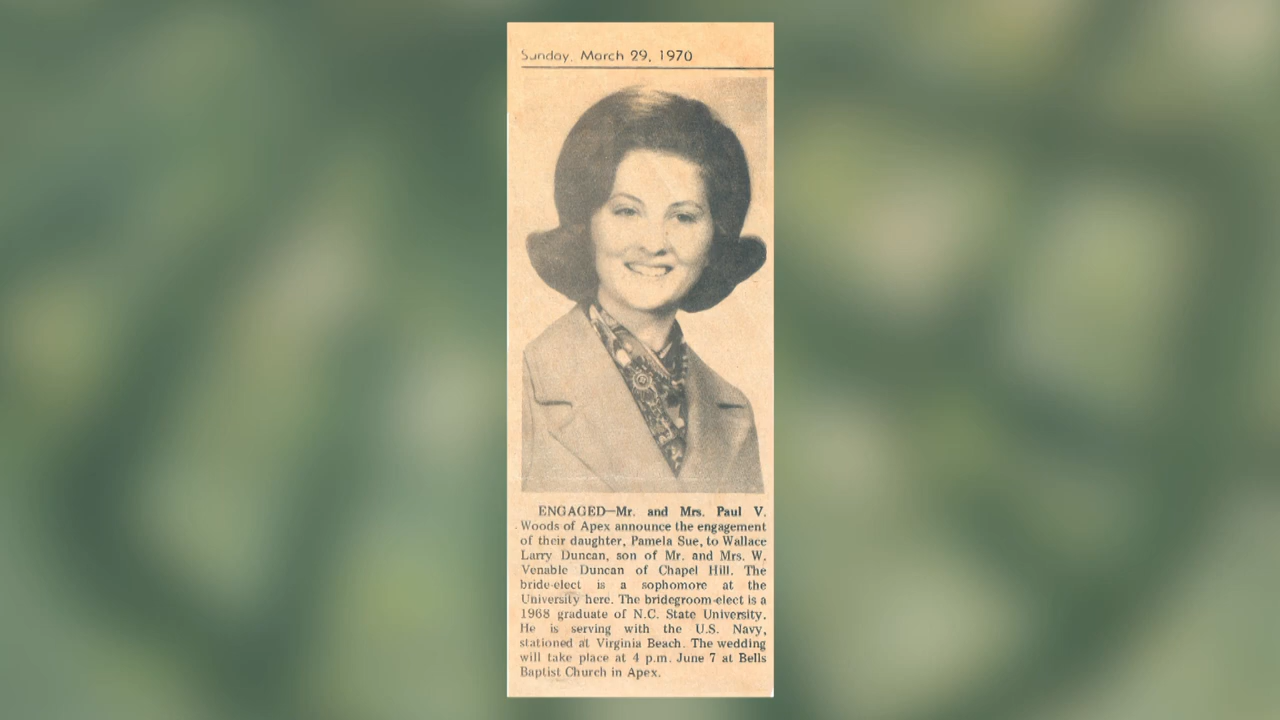 Sunday, March 29, 1970
ENGAGED—Mr. and Mrs. Paul V.
Woods of Apex announce the engagement
of their daughter, Pamela Sue, to Wallace
Larry Duncan, son of Mr. and Mrs. W.
Venable Duncan of Chapel Hill. The
bride-elect is a sophomore at the
University here. The bridegroom-elect is a
1968 graduate of N.C. State University.
He is serving with the U.S. Navy,
stationed at Virginia Beach. The wedding
will take place at 4 p.m. June 7 at Bells
Baptist Church in Apex.